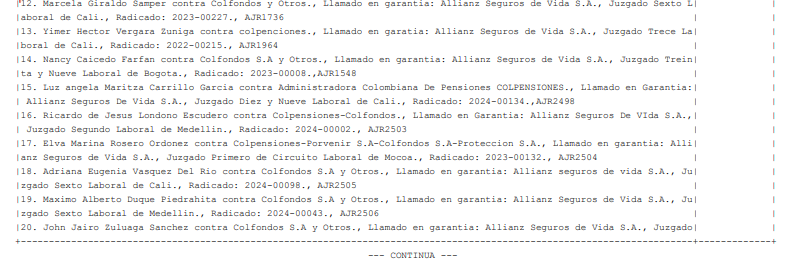 |12. Marcela Giraldo Samper contra Colfondos y Otros., Llamado en garantia: Allianz Seguros de Vida S.A., Juzgado Sexto L| |
|aboral de Cali., Radicado: 2023-00227., AJR1736 | |
|13. Yimer Hector Vergara Zuniga contra colpenciones., Llamado en garatia: Allianz Seguros de Vida S.A., Juzgado Trece La| |
|boral de Cali., Radicado: 2022-00215., AJR1964 | |
|14. Nancy Caicedo Farfan contra Colfondos S.A y Otros., Llamado en garantia: Allianz Seguros de Vida S.A., Juzgado Trein| |
|ta y Nueve Laboral de Bogota., Radicado: 2023-00008.,AJR1548 | |
|15. Luz angela Maritza Carrillo Garcia contra Administradora Colombiana De Pensiones COLPENSIONES., Llamado en Garantia:| |
| Allianz Seguros De Vida S.A., Juzgado Diez y Nueve Laboral de Cali., Radicado: 2024-00134.,AJR2498 | |
|16. Ricardo de Jesus Londono Escudero contra Colpensiones-Colfondos., Llamado en Garantia: Allianz Seguros De VIda S.A.,| |
| Juzgado Segundo Laboral de Medellin., Radicado: 2024-00002., AJR2503 | |
|17. Elva Marina Rosero Ordonez contra Colpensiones-Porvenir S.A-Colfondos S.A-Proteccion S.A., Llamado en garantia: Alli| |
|anz Seguros de Vida S.A., Juzgado Primero de Circuito Laboral de Mocoa., Radicado: 2023-00132., AJR2504 | |
|18. Adriana Eugenia Vasquez Del Rio contra Colfondos S.A y Otros., Llamado en garantia: Allianz seguros de vida S.A., Ju| |
|zgado Sexto Laboral de Cali., Radicado: 2024-00098., AJR2505 | |
|19. Maximo Alberto Duque Piedrahita contra Colfondos S.A y Otros., Llamado en garantia: Allianz Seguros de Vida S.A., Ju| |
|zgado Sexto Laboral de Medellin., Radicado: 2024-00043., AJR2506 | |
|20. John Jairo Zuluaga Sanchez contra Colfondos S.A y Otros., Llamado en garantia: Allianz Seguros de Vida S.A., Juzgado| |
--- CONTINUA ---